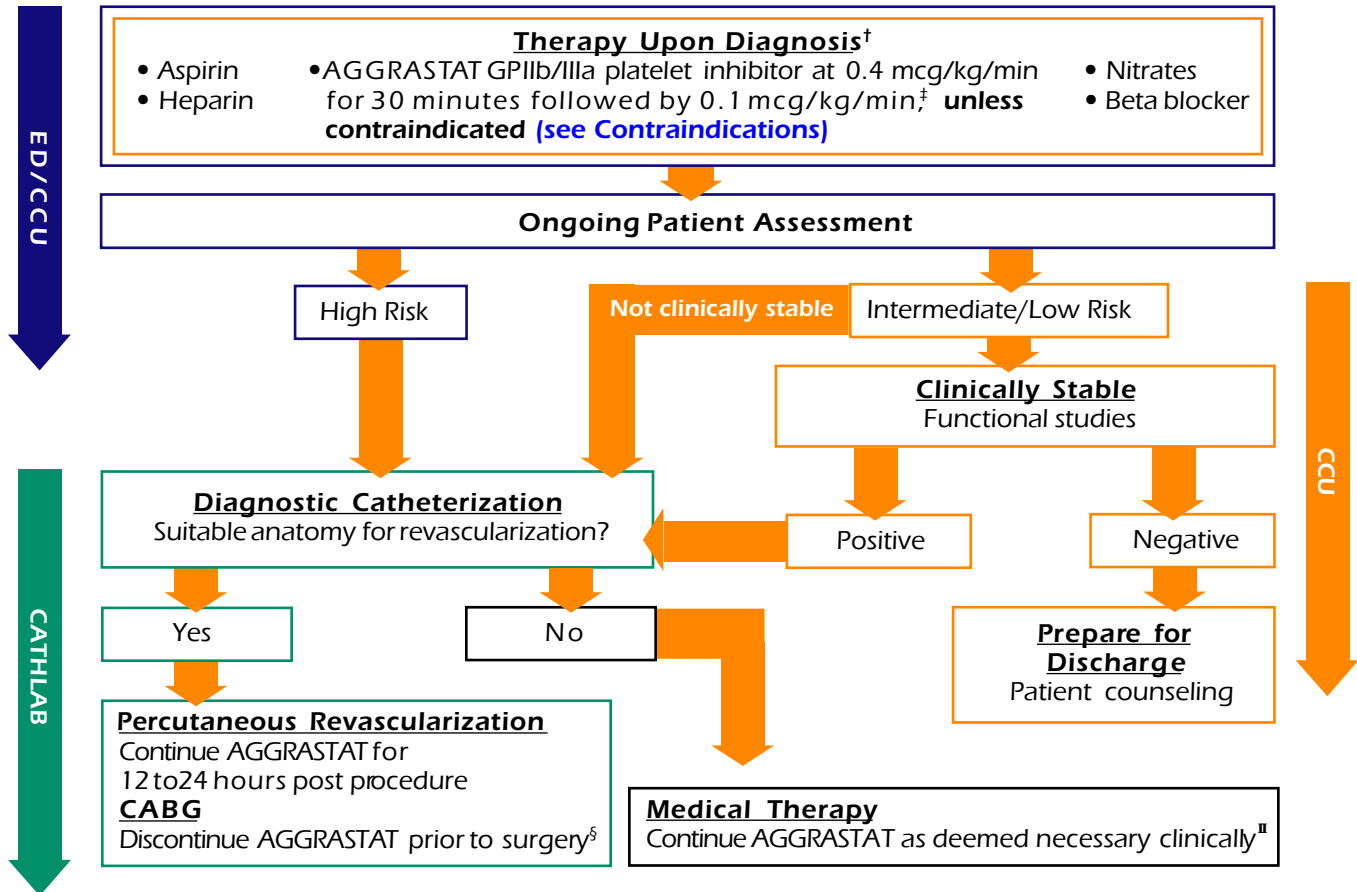 Therapy Upon Diagnosis†
• Aspirin
• Heparin
•AGGRASTAT GPIIb/IIIa platelet inhibitor at 0.4 mcg/kg/min
for 30 minutes followed by 0.1 mcg/kg/min,‡ unless
contraindicated (see Contraindications)
• Nitrates
• Beta blocker
ED/CCU
Ongoing Patient Assessment
High Risk
Not clinically stable
Intermediate/Low Risk
Clinically Stable
Functional studies
CCU
Diagnostic Catheterization
Suitable anatomy for revascularization?
Positive
Negative
CATHLAB
Yes
No
Prepare for
Discharge
Patient counseling
Percutaneous Revascularization
Continue AGGRASTAT for
12 to24 hours post procedure
CABG
Discontinue AGGRASTAT prior to surgery§
Medical Therapy
Continue AGGRASTAT as deemed necessary clinically¶